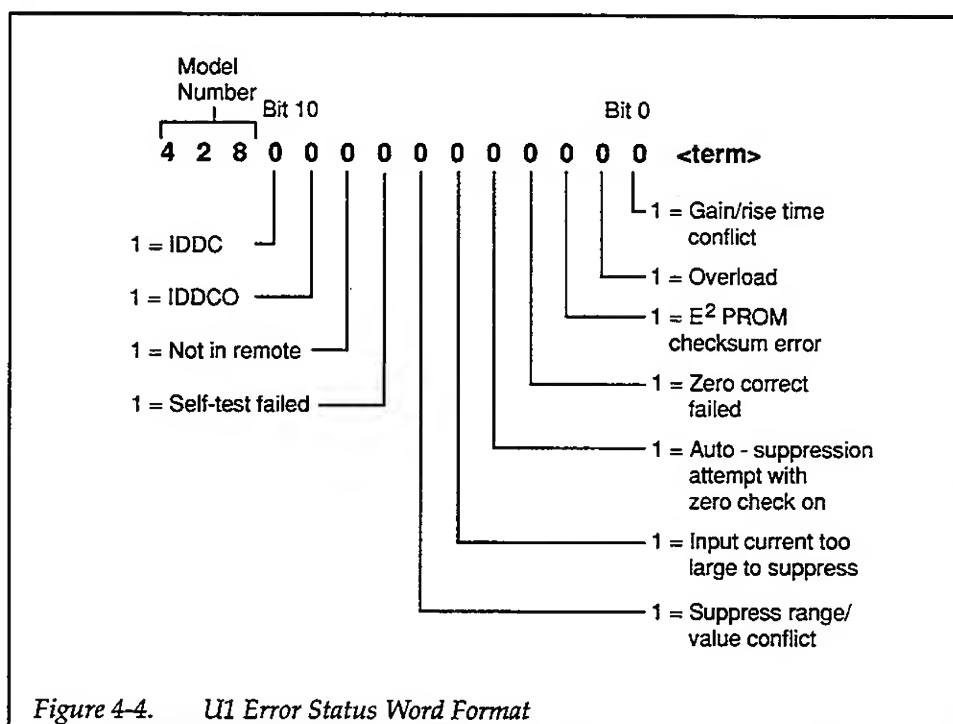 Model
Number
Bit 10
Bit 0
4 2 8 0 0 0 0 0 0 0 0 0 0 0 <term>
1 = IDDC
1 = IDDCO
1 = Not in remote
1 = Self-test failed
1 = Gain/rise time
conflict
1 = Overload
1 = E² PROM
checksum error
1 = Zero correct
failed
1 = Auto - suppression
attempt with
zero check on
1 = Input current too
large to suppress
1 = Suppress range/
value conflict
Figure 4-4. U1 Error Status Word Format